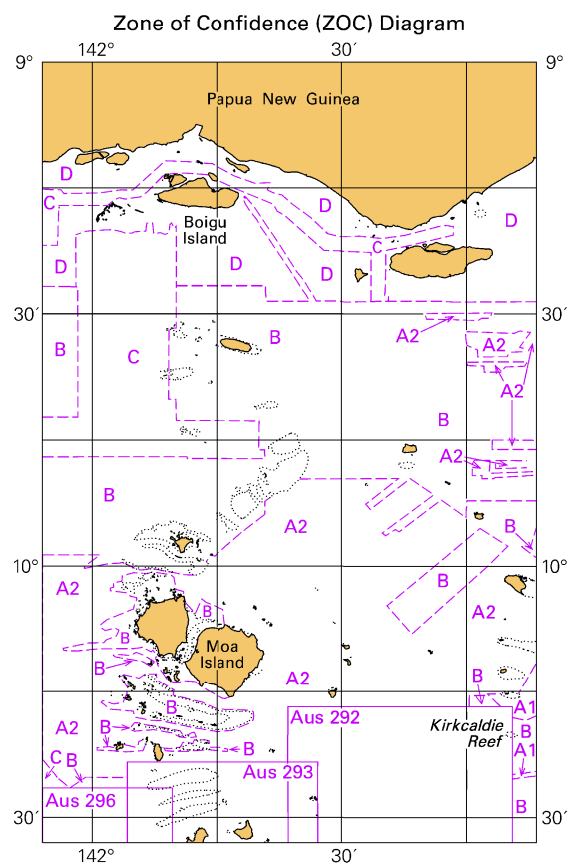 Zone of Confidence (ZOC) Diagram
142° 30´
9° 9°
Papua New Guinea
D
C
D
D
Boigu
Island
C
D
D
D
30´ 30´
A2
B
A2
B
C
A2
B
A2
B
A2
B
10° 10°
A2
B
B
A2
B
Moa
Island
B
A2
B
B
A1
Aus 292
A2
B
Kirkcaldie
Reef
B
B
A1
C B
Aus 293
Aus 296
B
30´ 30´
142° 30´